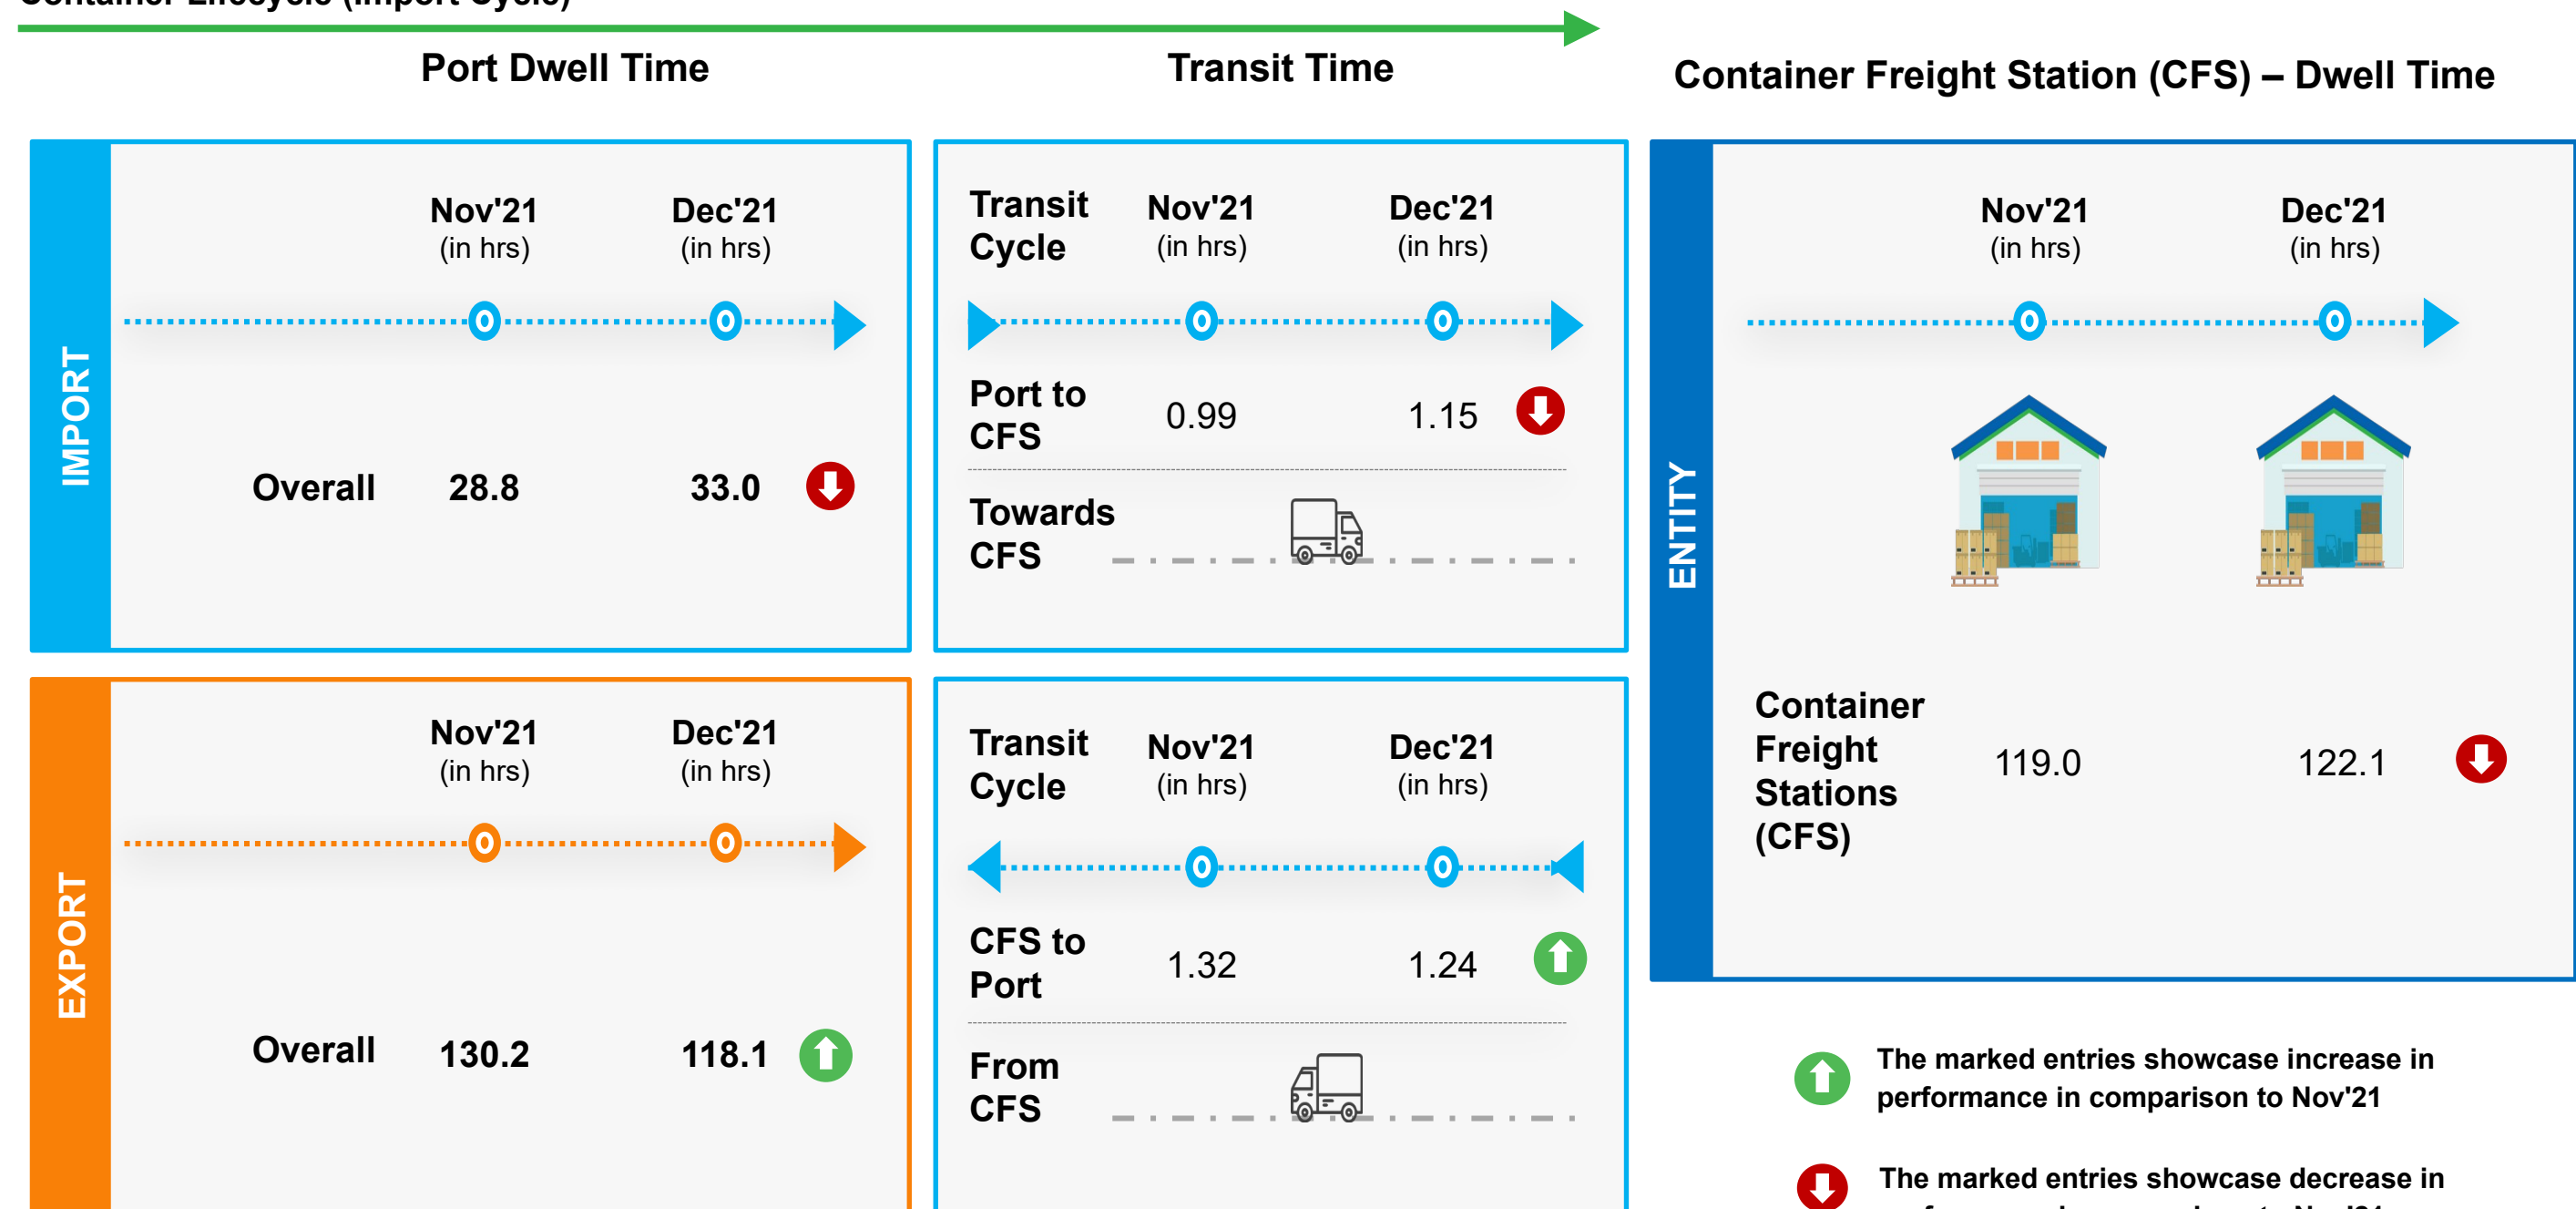 Container Lifecycle (Import Cycle)
Port Dwell Time
Transit Time
Container Freight Station (CFS) – Dwell Time
IMPORT
Nov'21
(in hrs)
Dec'21
(in hrs)
Overall 28.8 33.0
Transit
Cycle
Nov'21
(in hrs)
Dec'21
(in hrs)
Port to
CFS
0.99 1.15
Towards
CFS
ENTITY
Nov'21
(in hrs)
Dec'21
(in hrs)
Container
Freight
Stations
(CFS)
119.0 122.1
EXPORT
Nov'21
(in hrs)
Dec'21
(in hrs)
Overall 130.2 118.1
Transit
Cycle
Nov'21
(in hrs)
Dec'21
(in hrs)
CFS to
Port
1.32 1.24
From
CFS
The marked entries showcase increase in
performance in comparison to Nov'21
The marked entries showcase decrease in